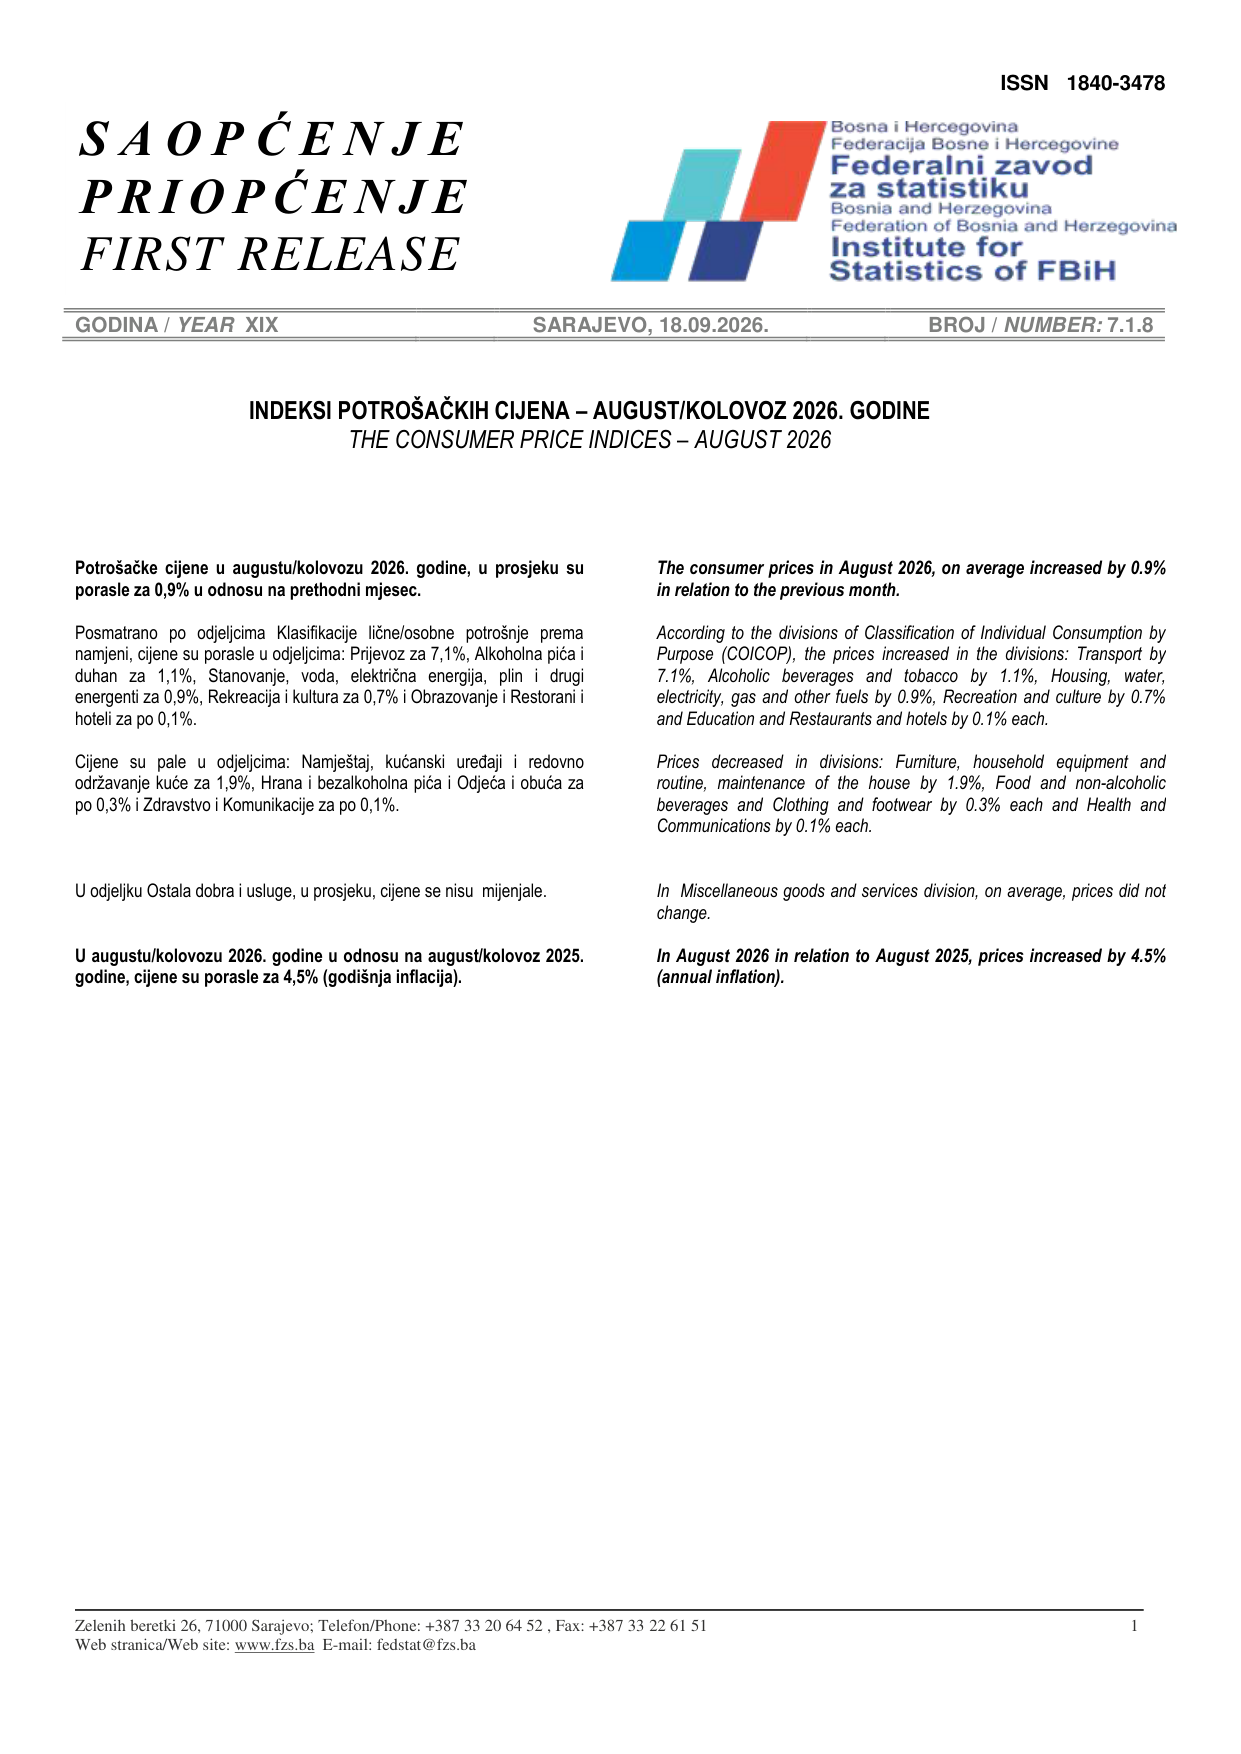 ISSN 1840-3478
SAOPĆENJE
PRIOPĆENJE
FIRST RELEASE
Bosna i Hercegovina
Federacija Bosne i Hercegovine
Federalni zavod
za statistiku
Bosnia and Herzegovina
Federation of Bosnia and Herzegovina
Institute for
Statistics of FBiH
GODINA / YEAR XIX SARAJEVO, 18.09.2026. BROJ / NUMBER: 7.1.8
INDEKSI POTROŠAČKIH CIJENA – AUGUST/KOLOVOZ 2026. GODINE
THE CONSUMER PRICE INDICES – AUGUST 2026
Potrošačke cijene u augustu/kolovozu 2026. godine, u prosjeku su
porasle za 0,9% u odnosu na prethodni mjesec.
Posmatrano po odjeljcima Klasifikacije lične/osobne potrošnje prema
namjeni, cijene su porasle u odjeljcima: Prijevoz za 7,1%, Alkoholna pića i
duhan za 1,1%, Stanovanje, voda, električna energija, plin i drugi
energenti za 0,9%, Rekreacija i kultura za 0,7% i Obrazovanje i Restorani i
hoteli za po 0,1%.
Cijene su pale u odjeljcima: Namještaj, kućanski uređaji i redovno
održavanje kuće za 1,9%, Hrana i bezalkoholna pića i Odjeća i obuća za
po 0,3% i Zdravstvo i Komunikacije za po 0,1%.
U odjeljku Ostala dobra i usluge, u prosjeku, cijene se nisu mijenjale.
U augustu/kolovozu 2026. godine u odnosu na august/kolovoz 2025.
godine, cijene su porasle za 4,5% (godišnja inflacija).
The consumer prices in August 2026, on average increased by 0.9%
in relation to the previous month.
According to the divisions of Classification of Individual Consumption by
Purpose (COICOP), the prices increased in the divisions: Transport by
7.1%, Alcoholic beverages and tobacco by 1.1%, Housing, water,
electricity, gas and other fuels by 0.9%, Recreation and culture by 0.7%
and Education and Restaurants and hotels by 0.1% each.
Prices decreased in divisions: Furniture, household equipment and
routine, maintenance of the house by 1.9%, Food and non-alcoholic
beverages and Clothing and footwear by 0.3% each and Health and
Communications by 0.1% each.
In Miscellaneous goods and services division, on average, prices did not
change.
In August 2026 in relation to August 2025, prices increased by 4.5%
(annual inflation).
Zelenih beretki 26, 71000 Sarajevo; Telefon/Phone: +387 33 20 64 52 , Fax: +387 33 22 61 51 1
Web stranica/Web site: www.fzs.ba E-mail: fedstat@fzs.ba